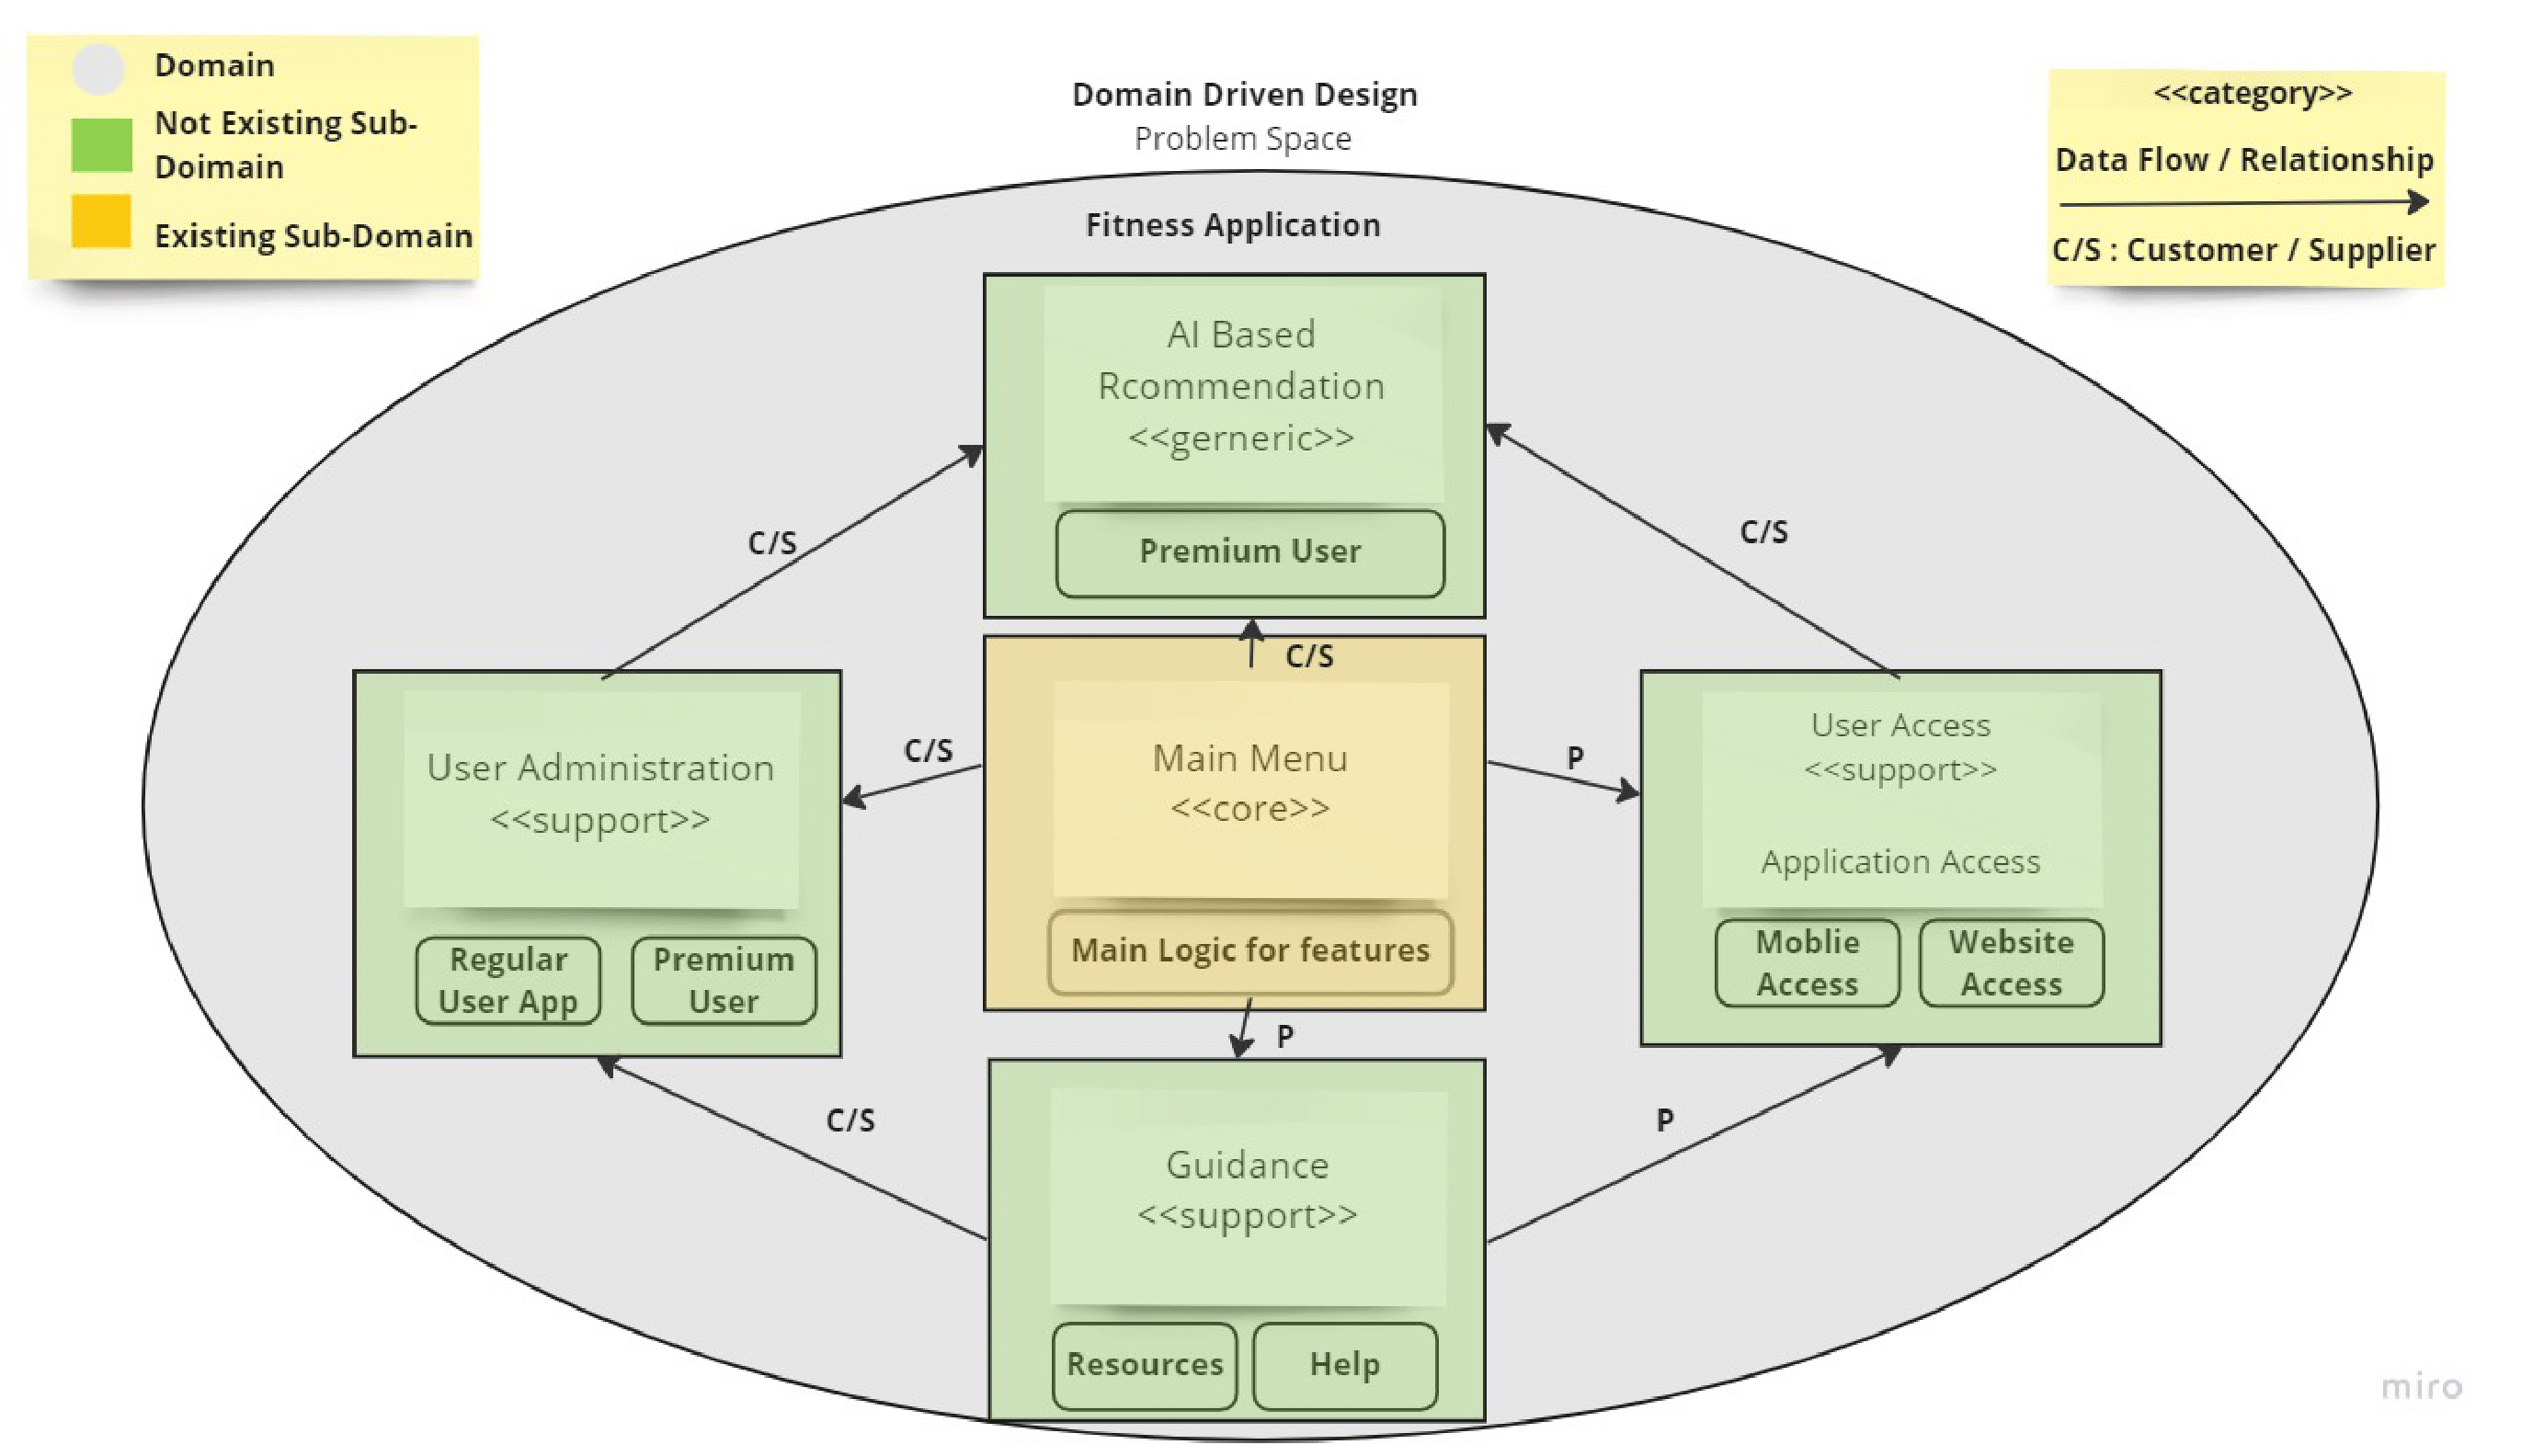 Domain
Not Existing Sub-
Doimain
Existing Sub-Domain
Domain Driven Design
Problem Space
<<category>>
Data Flow / Relationship
C/S : Customer / Supplier
Fitness Application
AI Based
Rcommendation
<<gerneric>>
Premium User
C/S
C/S
C/S
User Administration
<<support>>
Regular
User App
Premium
User
C/S
Main Menu
<<core>>
Main Logic for features
P
User Access
<<support>>
Application Access
Moblie
Access
Website
Access
P
C/S
P
Guidance
<<support>>
Resources
Help
miro